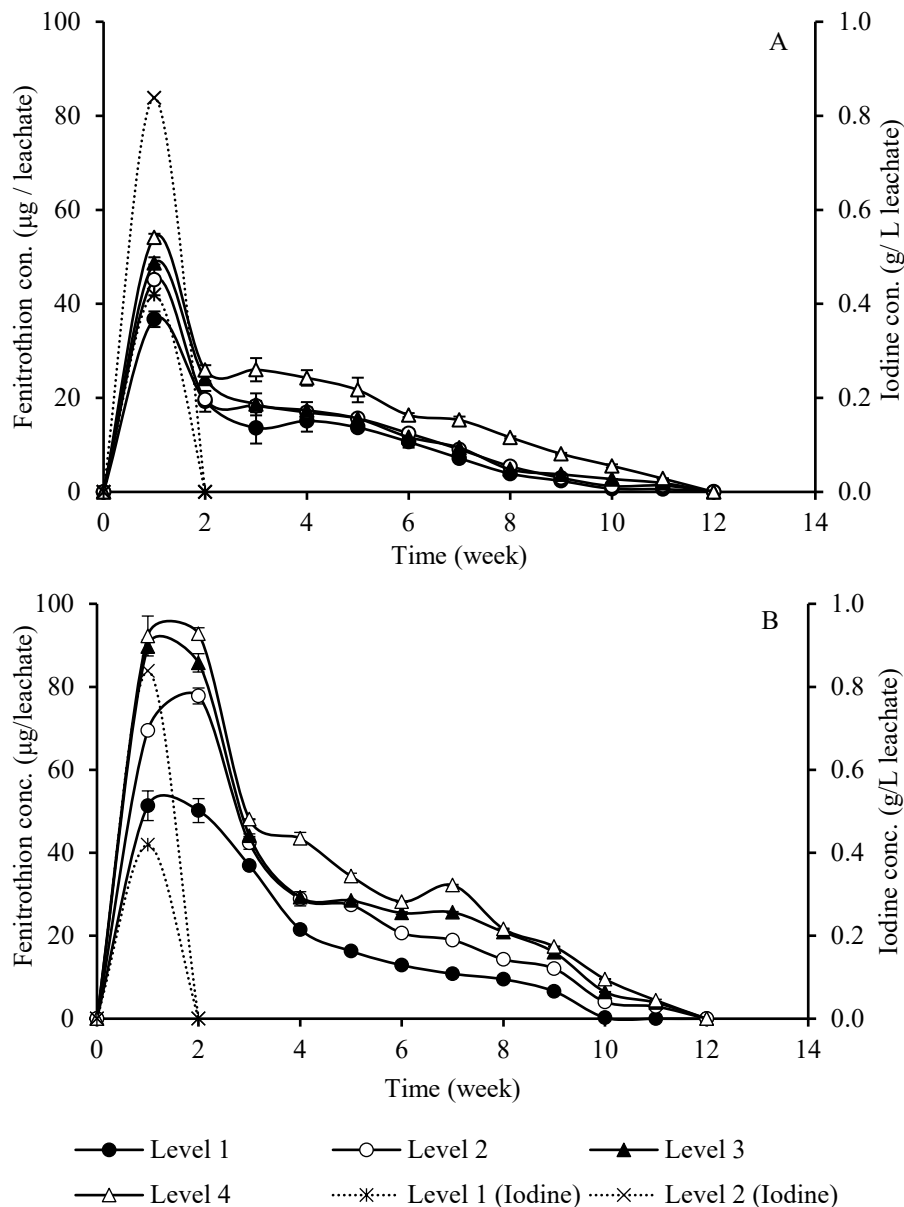 A
Fenitrothion con. (µg / leachate)
100
80
60
40
20
0
Iodine con. (g/ L leachate)
1.0
0.8
0.6
0.4
0.2
0.0
0 2 4 6 8 10 12 14
Time (week)
B
Fenitrothion conc. (µg/leachate)
100
80
60
40
20
0
Iodine conc. (g/L leachate)
1.0
0.8
0.6
0.4
0.2
0.0
0 2 4 6 8 10 12 14
Time (week)
Level 1 Level 2 Level 3
Level 4 Level 1 (Iodine) Level 2 (Iodine)